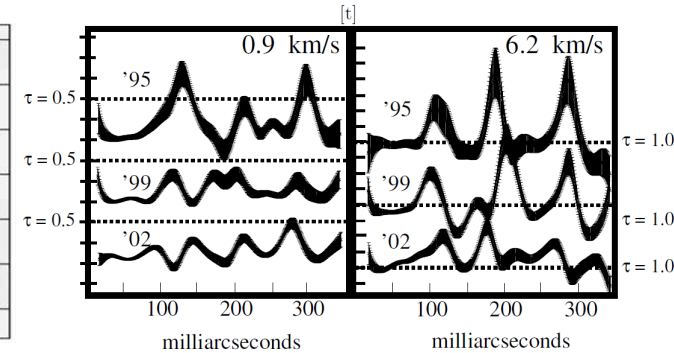 [t]
0.9 km/s
6.2 km/s
'95
'95
τ = 0.5
τ = 1.0
τ = 0.5
'99
'99
τ = 0.5
τ = 1.0
'02
'02
τ = 1.0
100 200 300
100 200 300
milliarcseconds
milliarcseconds